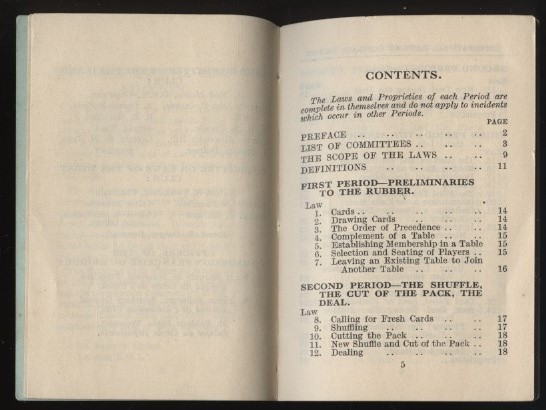 CONTENTS.
The Laws and Proprieties of each Period are
complete in themselves and do not apply to incidents
which occur in other Periods.
PAGE
PREFACE .. .. .. .. .. 2
LIST OF COMMITTEES .. .. .. 3
THE SCOPE OF THE LAWS .. .. 9
DEFINITIONS .. .. .. .. 11
FIRST PERIOD—PRELIMINARIES
TO THE RUBBER.
Law
1. Cards .. .. .. .. .. 14
2. Drawing Cards .. .. .. 14
3. The Order of Precedence .. .. 14
4. Complement of a Table .. .. 15
5. Establishing Membership in a Table 15
6. Selection and Seating of Players .. 15
7. Leaving an Existing Table to Join
Another Table .. .. .. 16
SECOND PERIOD—THE SHUFFLE,
THE CUT OF THE PACK, THE
DEAL.
Law
8. Calling for Fresh Cards .. .. 17
9. Shuffling .. .. .. .. 17
10. Cutting the Pack .. .. .. 18
11. New Shuffle and Cut of the Pack .. 18
12. Dealing .. .. .. .. 18
5